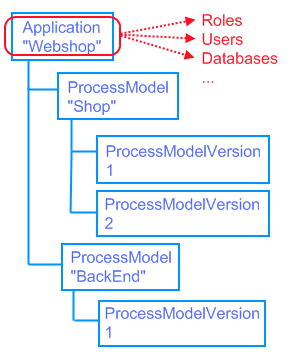 Application
"Webshop"
Roles
Users
Databases
...
ProcessModel
"Shop"
ProcessModelVersion
1
ProcessModelVersion
2
ProcessModel
"BackEnd"
ProcessModelVersion
1